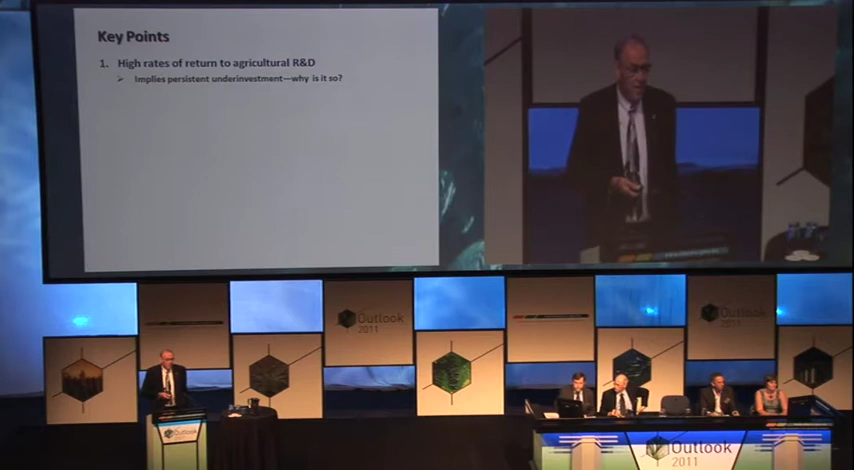 Key Points
1. High rates of return to agricultural R&D
➢ Implies persistent underinvestment—why is it so?
Outlook
2011
Outlook
2011
Outlook
Outlook
2011